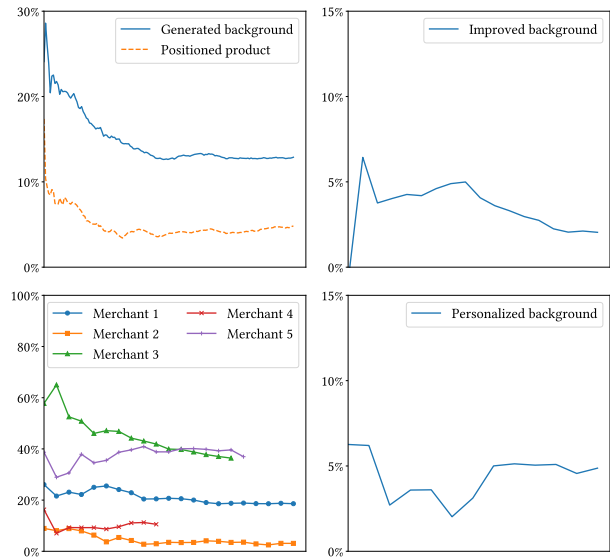 30%
20%
10%
0%
Generated background
Positioned product
15%
10%
5%
0%
Improved background
100%
80%
60%
40%
20%
0%
Merchant 1
Merchant 2
Merchant 3
Merchant 4
Merchant 5
15%
10%
5%
0%
Personalized background